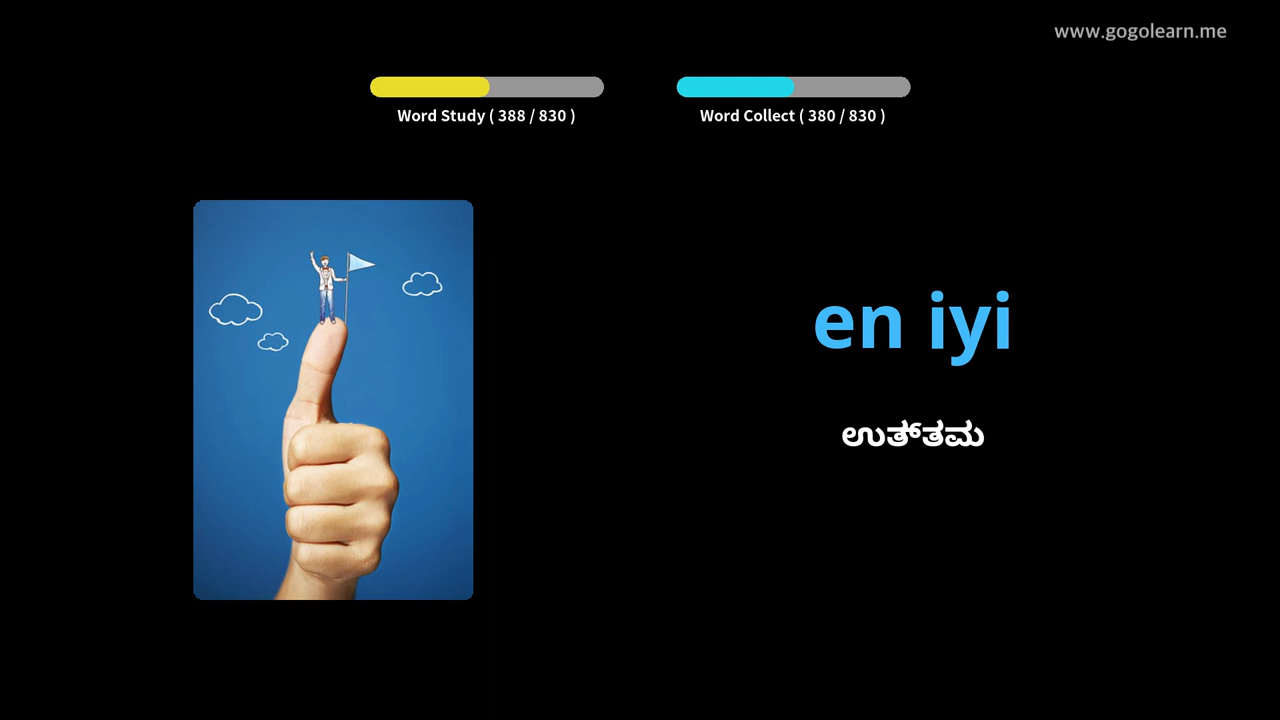 www.gogolearn.me
Word Study ( 388 / 830 )
Word Collect ( 380 / 830 )
en iyi
ಉತ್ತಮ